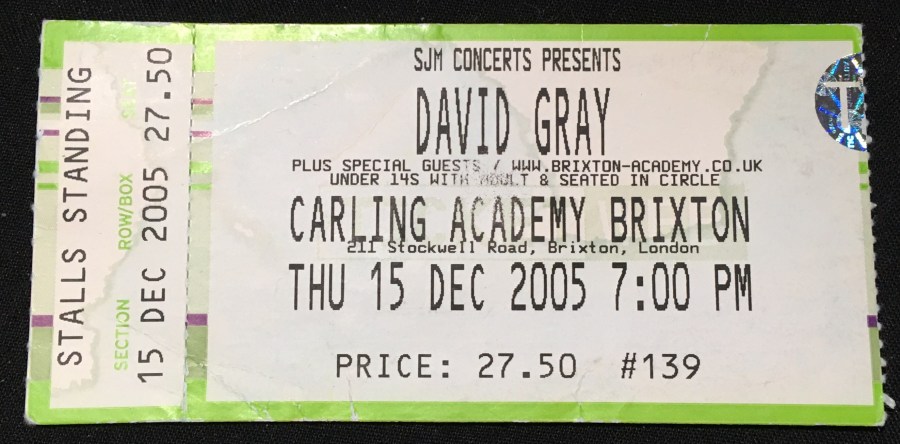 STALLS STANDING
SECTION ROW/BOX SEAT
15 DEC 2005 27.50
SJM CONCERTS PRESENTS
DAVID GRAY
PLUS SPECIAL GUESTS / WWW.BRIXTON-ACADEMY.CO.UK
UNDER 14S WITH ADULT & SEATED IN CIRCLE
CARLING ACADEMY BRIXTON
211 Stockwell Road, Brixton, London
THU 15 DEC 2005 7:00 PM
PRICE: 27.50 #139